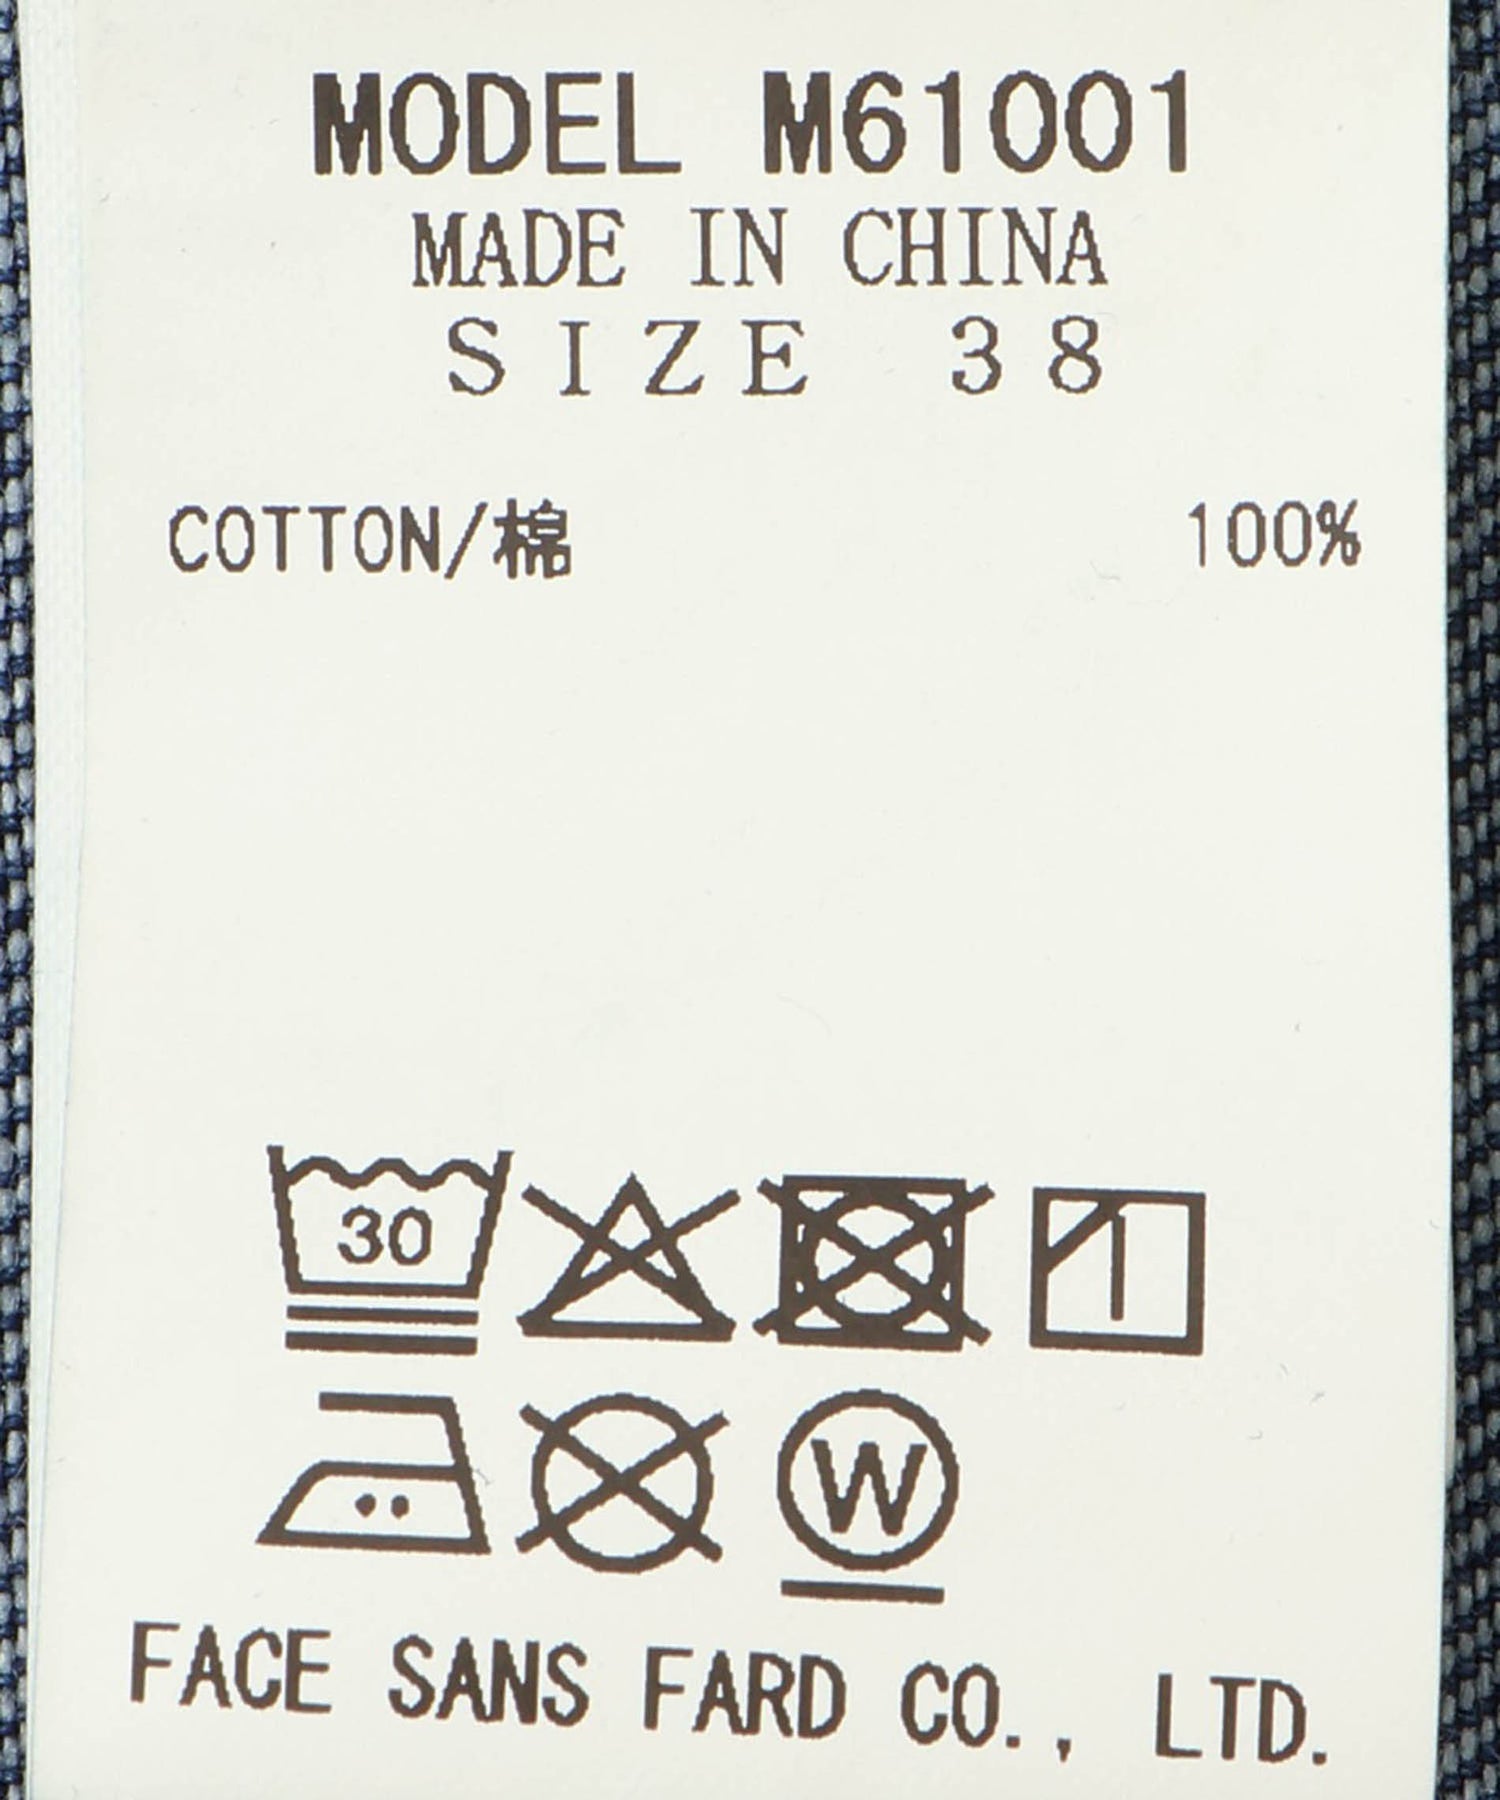 MODEL M61001
MADE IN CHINA
SIZE 38
COTTON/棉 100%
30
W
FACE SANS FARD CO., LTD.